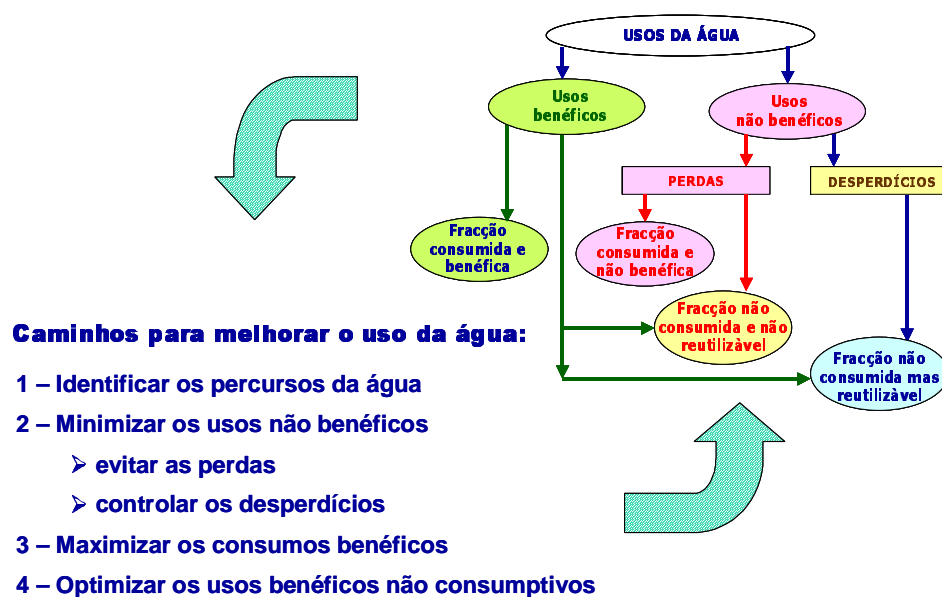 USOS DA ÁGUA
Usos
benéficos
Usos
não benéficos
PERDAS
DESPERDÍCIOS
Fracção
consumida e
benéfica
Fracção
consumida e
não benéfica
Fracção não
consumida e não
reutilizàvel
Fracção não
consumida mas
reutilizàvel
Caminhos para melhorar o uso da água:
1 – Identificar os percursos da água
2 – Minimizar os usos não benéficos
➢ evitar as perdas
➢ controlar os desperdícios
3 – Maximizar os consumos benéficos
4 – Optimizar os usos benéficos não consumptivos